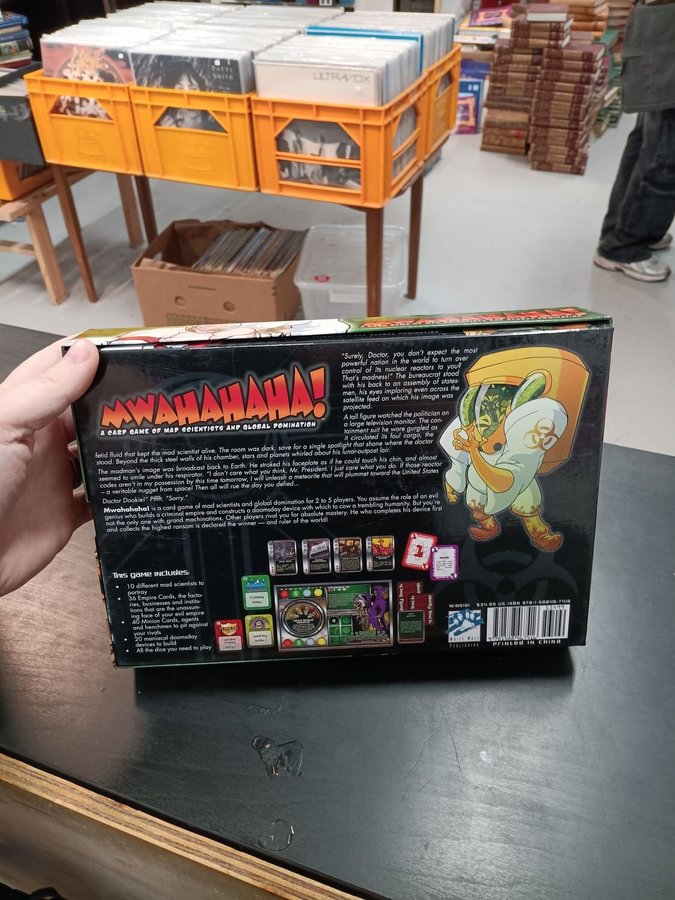 PATTI
SMITH
ULTRAVOX
MWAHAHAHA!
A CARD GAME OF MAD SCIENTISTS AND GLOBAL DOMINATION
"Surely, Doctor, you don't expect the most
powerful nation in the world to turn over
control of its nuclear reactors to you?
That's madness!" The bureaucrat stood
with his back to an assembly of states-
men, his eyes imploring even across the
satellite feed on which his image was
projected.
A tall figure watched the politician on
a large television monitor. The con-
tainment suit he wore gurgled as
it circulated its foul cargo, the
fetid fluid that kept the mad scientist alive. The room was dark, save for a single spotlight that shone where the doctor
stood. Beyond the thick steel walls of his chamber, stars and planets whirled about his lunar-output lair.
The madman's image was broadcast back to Earth. He stroked his faceplate as if he could touch his chin, and almost
seemed to smile under his respirator. "I don't care what you think, Mr. President. I just care what you do. If those reactor
codes aren't in my possession by this time tomorrow, I will unleash a meteorite that will plummet toward the United States
– a veritable nugget from space! Then all will rue the day you defied...
Doctor Dookie!" Pffffft. "Sorry."
Mwahahaha! is a card game of mad scientists and global domination for 2 to 5 players. You assume the role of an evil
genius who builds a criminal empire and constructs a doomsday device with which to cow a trembling humanity. But you're
not the only one with grand machinations. Other players rival you for absolute mastery. He who completes his device first
and collects the highest ransom is declared the winner — and ruler of the world!
This game includes:
• 10 different mad scientists to
portray
• 36 Empire Cards, the facto-
ries, businesses and institu-
tions that are the unassum-
ing face of your evil empire
• 40 Minion Cards, agents
and henchmen to pit against
your rivals
• 20 maniacal doomsday
devices to build
• All the dice you need to play
WW5161 $34.99 US ISBN 978-1-58846-741-0
White Wolf
Publishing
PRINTED IN CHINA